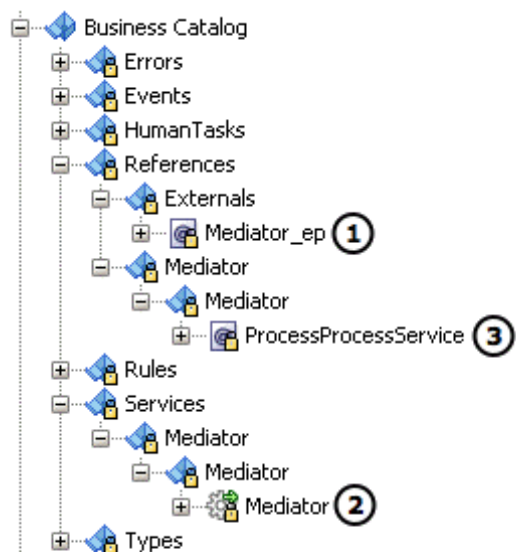 Business Catalog
Errors
Events
HumanTasks
References
Externals
Mediator_ep 1
Mediator
Mediator
ProcessProcessService 3
Rules
Services
Mediator
Mediator
Mediator 2
Types